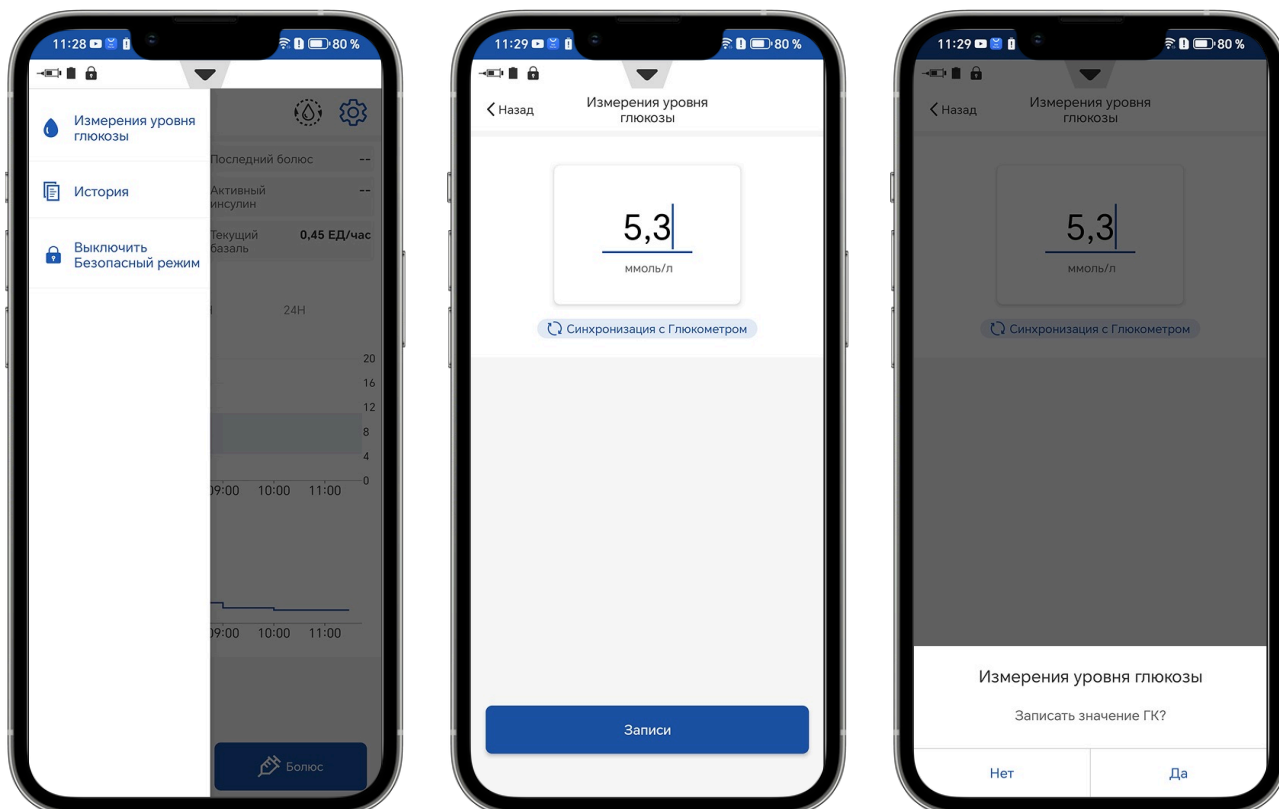 11:28
80 %
Измерения уровня
глюкозы
История
Выключить
Безопасный режим
Последний болюс --
Активный
инсулин --
Текущий
базаль 0,45 ЕД/час
24H
20
16
12
8
4
0
09:00 10:00 11:00
09:00 10:00 11:00
Болюс
11:29
80 %
Назад
Измерения уровня
глюкозы
5,3
ммоль/л
Синхронизация с Глюкометром
Записи
11:29
80 %
Назад
Измерения уровня
глюкозы
5,3
ммоль/л
Синхронизация с Глюкометром
Измерения уровня глюкозы
Записать значение ГК?
Нет Да